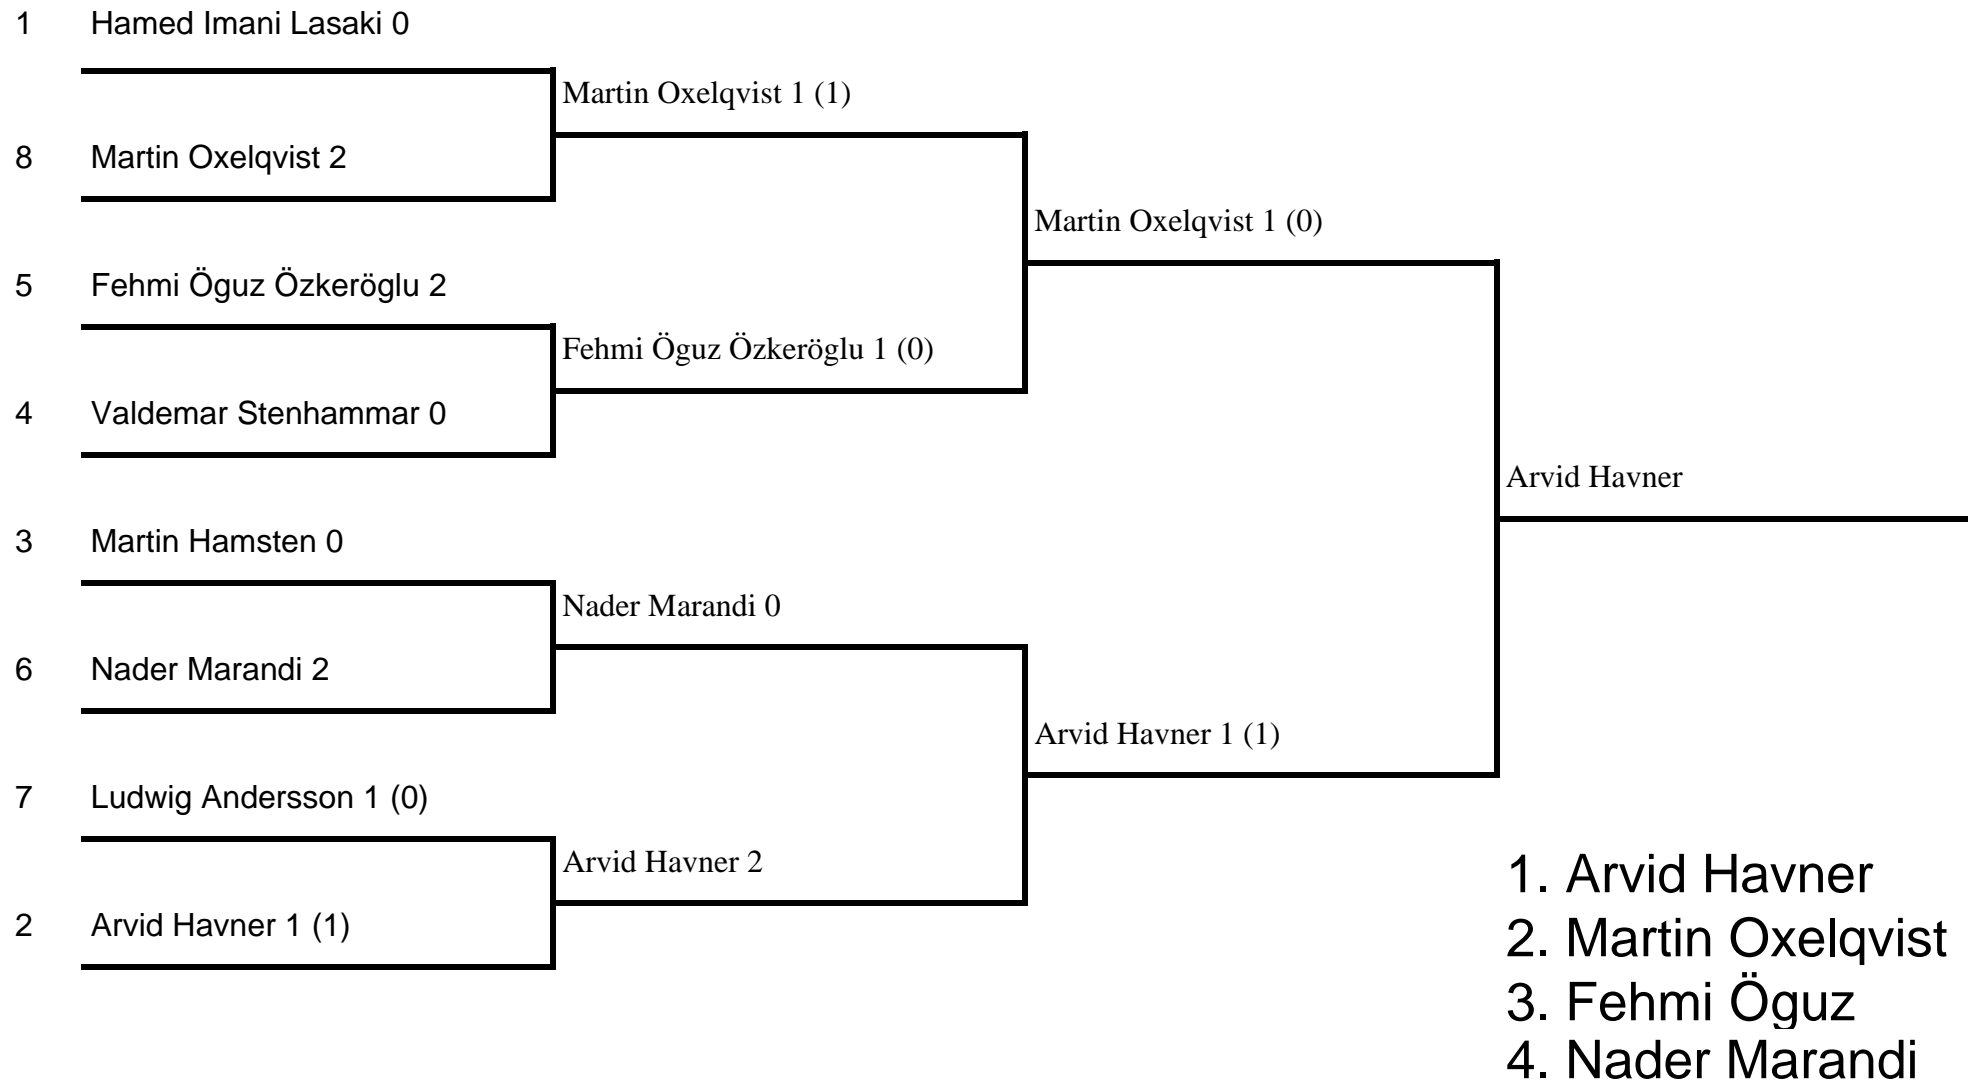 1 Hamed Imani Lasaki 0
Martin Oxelqvist 1 (1)
8 Martin Oxelqvist 2
Martin Oxelqvist 1 (0)
5 Fehmi Öguz Özkeröglu 2
Fehmi Öguz Özkeröglu 1 (0)
4 Valdemar Stenhammar 0
Arvid Havner
3 Martin Hamsten 0
Nader Marandi 0
6 Nader Marandi 2
Arvid Havner 1 (1)
7 Ludwig Andersson 1 (0)
Arvid Havner 2
2 Arvid Havner 1 (1)
1. Arvid Havner
2. Martin Oxelqvist
3. Fehmi Öguz
4. Nader Marandi